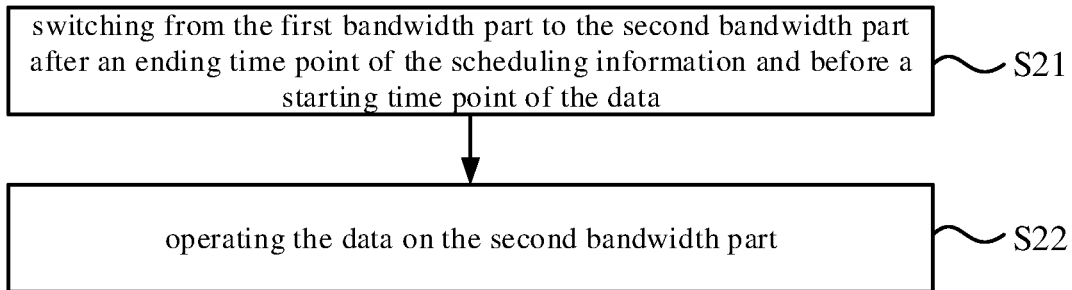 switching from the first bandwidth part to the second bandwidth part
after an ending time point of the scheduling information and before a
starting time point of the data
S21
operating the data on the second bandwidth part
S22